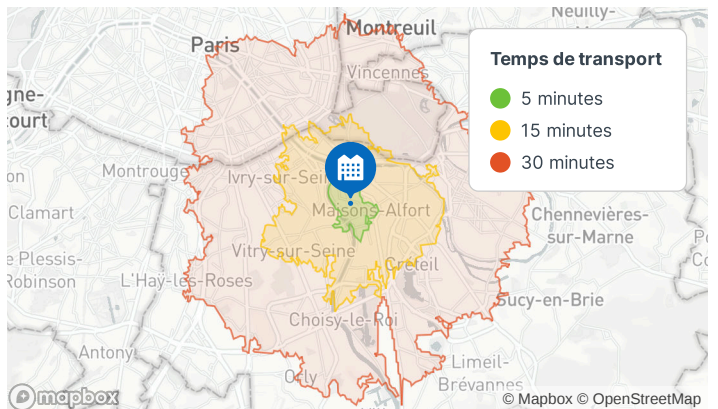 Montreuil
Neuilly-
Paris
Vincennes
Temps de transport
5 minutes
15 minutes
30 minutes
gne-
court
Montrouge
Ivry-sur-Sein
on
Clamart
Maisons-Alfort
Chennevières-
sur-Marne
e Plessis-
Robinson
Vitry-sur-Seine
Créteil
L'Haÿ-les-Roses
Sucy-en-Brie
Choisy-le-Roi
Antony
Orly
Limeil-
Brévannes
mapbox
© Mapbox © OpenStreetMap